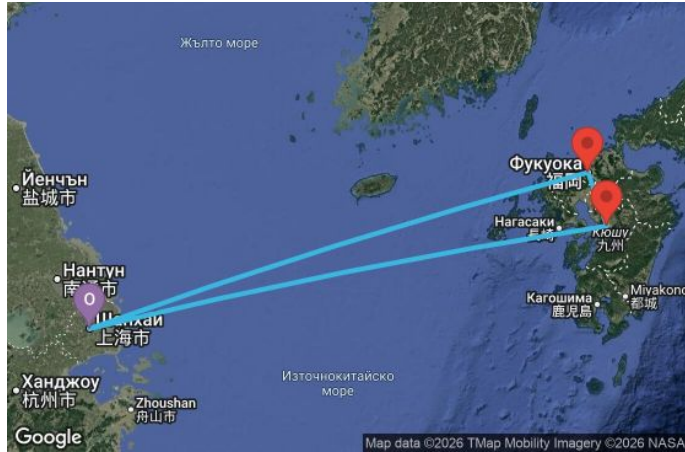 Жълто море
Фукуока
福岡
Йенчън
盐城市
Нагасаки
長崎
Кюшу
九州
Нантун
南通市
O
Miyakono
都城
Кагошима
鹿児島
Шанхай
上海市
Източнокитайско
море
Ханджоу
杭州市
Zhoushan
舟山市
Google
Map data ©2026 TMap Mobility Imagery ©2026 NASA